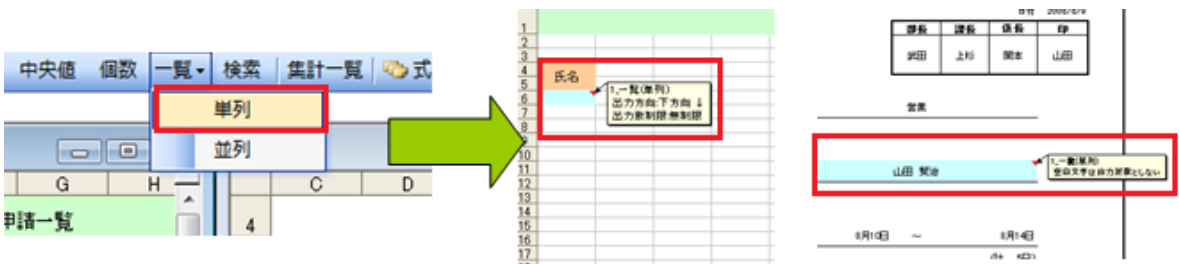 中央値 個数 一覧 検索 集計一覧 式
単列
並列
G H C D
申請一覧 4
1
2
3
4
5
6
7
8
10
11
12
13
14
15
16
17
氏名
1_一覧(単列)
出力方向:下方向 ↓
出力数制限:無制限
部長 課長 係長 印
武田 上杉 関本 山田
営業
山田 賢治
1_一覧(単列)
空白文字は出力対象としない
8月10日 ～ 8月14日